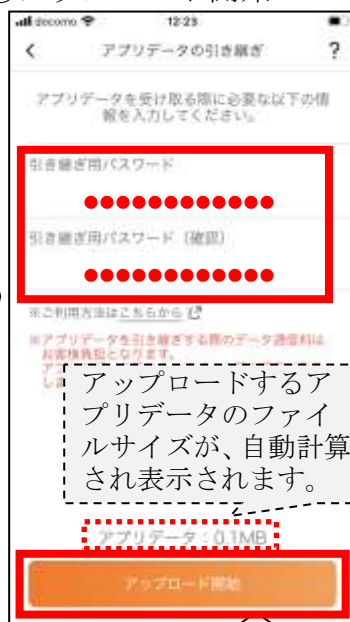 docomo 12:23
アプリデータの引き継ぎ ?
アプリデータを受け取る際に必要な以下の情
報を入力してください。
引き継ぎ用パスワード
●●●●●●●●●●●●
引き継ぎ用パスワード（確認）
●●●●●●●●●●●●
※ご利用方法はこちらから
※アプリデータを引き継ぎする際のデータ通信料は
お客様負担となります。
アップロードするア
プリデータのファイ
ルサイズが、自動計算
され表示されます。
アプリデータ：0.1MB
アップロード開始